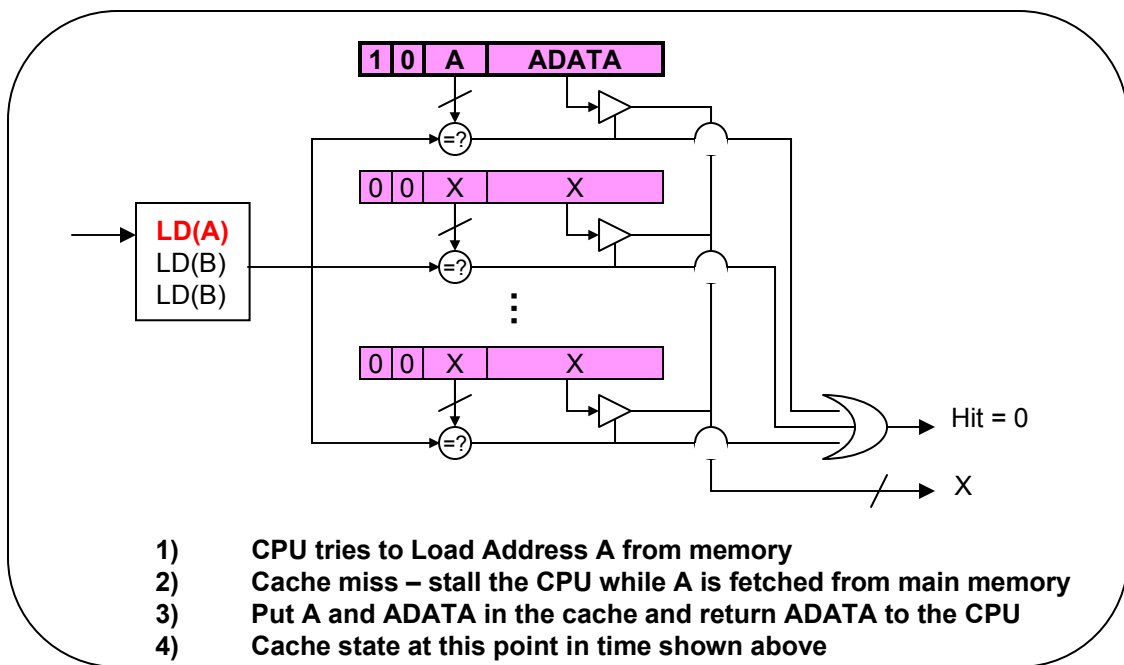 1 0 A ADATA
=?
0 0 X X
LD(A)
LD(B)
LD(B)
=?
⋮
0 0 X X
=?
Hit = 0
X
1) CPU tries to Load Address A from memory
2) Cache miss – stall the CPU while A is fetched from main memory
3) Put A and ADATA in the cache and return ADATA to the CPU
4) Cache state at this point in time shown above